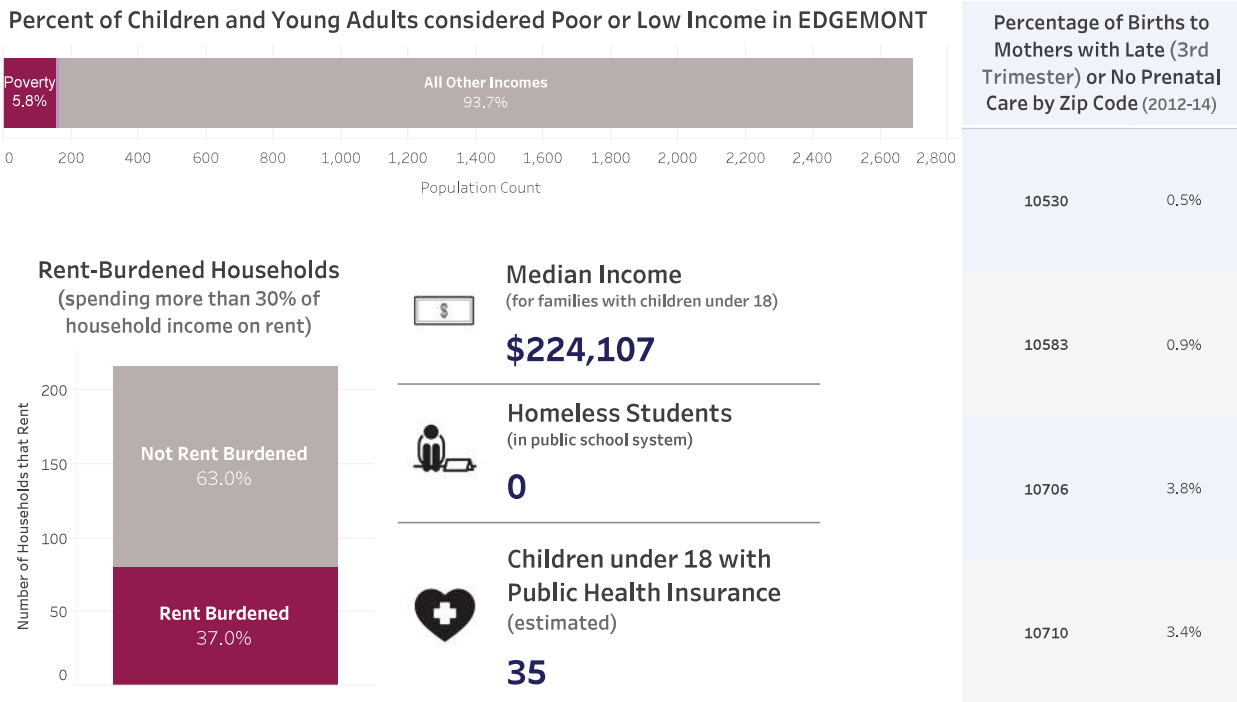 Percent of Children and Young Adults considered Poor or Low Income in EDGEMONT
Poverty
5.8%
All Other Incomes
93.7%
0 200 400 600 800 1,000 1,200 1,400 1,600 1,800 2,000 2,200 2,400 2,600 2,800
Population Count
Rent-Burdened Households
(spending more than 30% of
household income on rent)
Number of Households that Rent
200
150
100
50
0
Not Rent Burdened
63.0%
Rent Burdened
37.0%
$
Median Income
(for families with children under 18)
$224,107
Homeless Students
(in public school system)
0
Children under 18 with
Public Health Insurance
(estimated)
35
Percentage of Births to
Mothers with Late (3rd
Trimester) or No Prenatal
Care by Zip Code (2012-14)
10530 0.5%
10583 0.9%
10706 3.8%
10710 3.4%